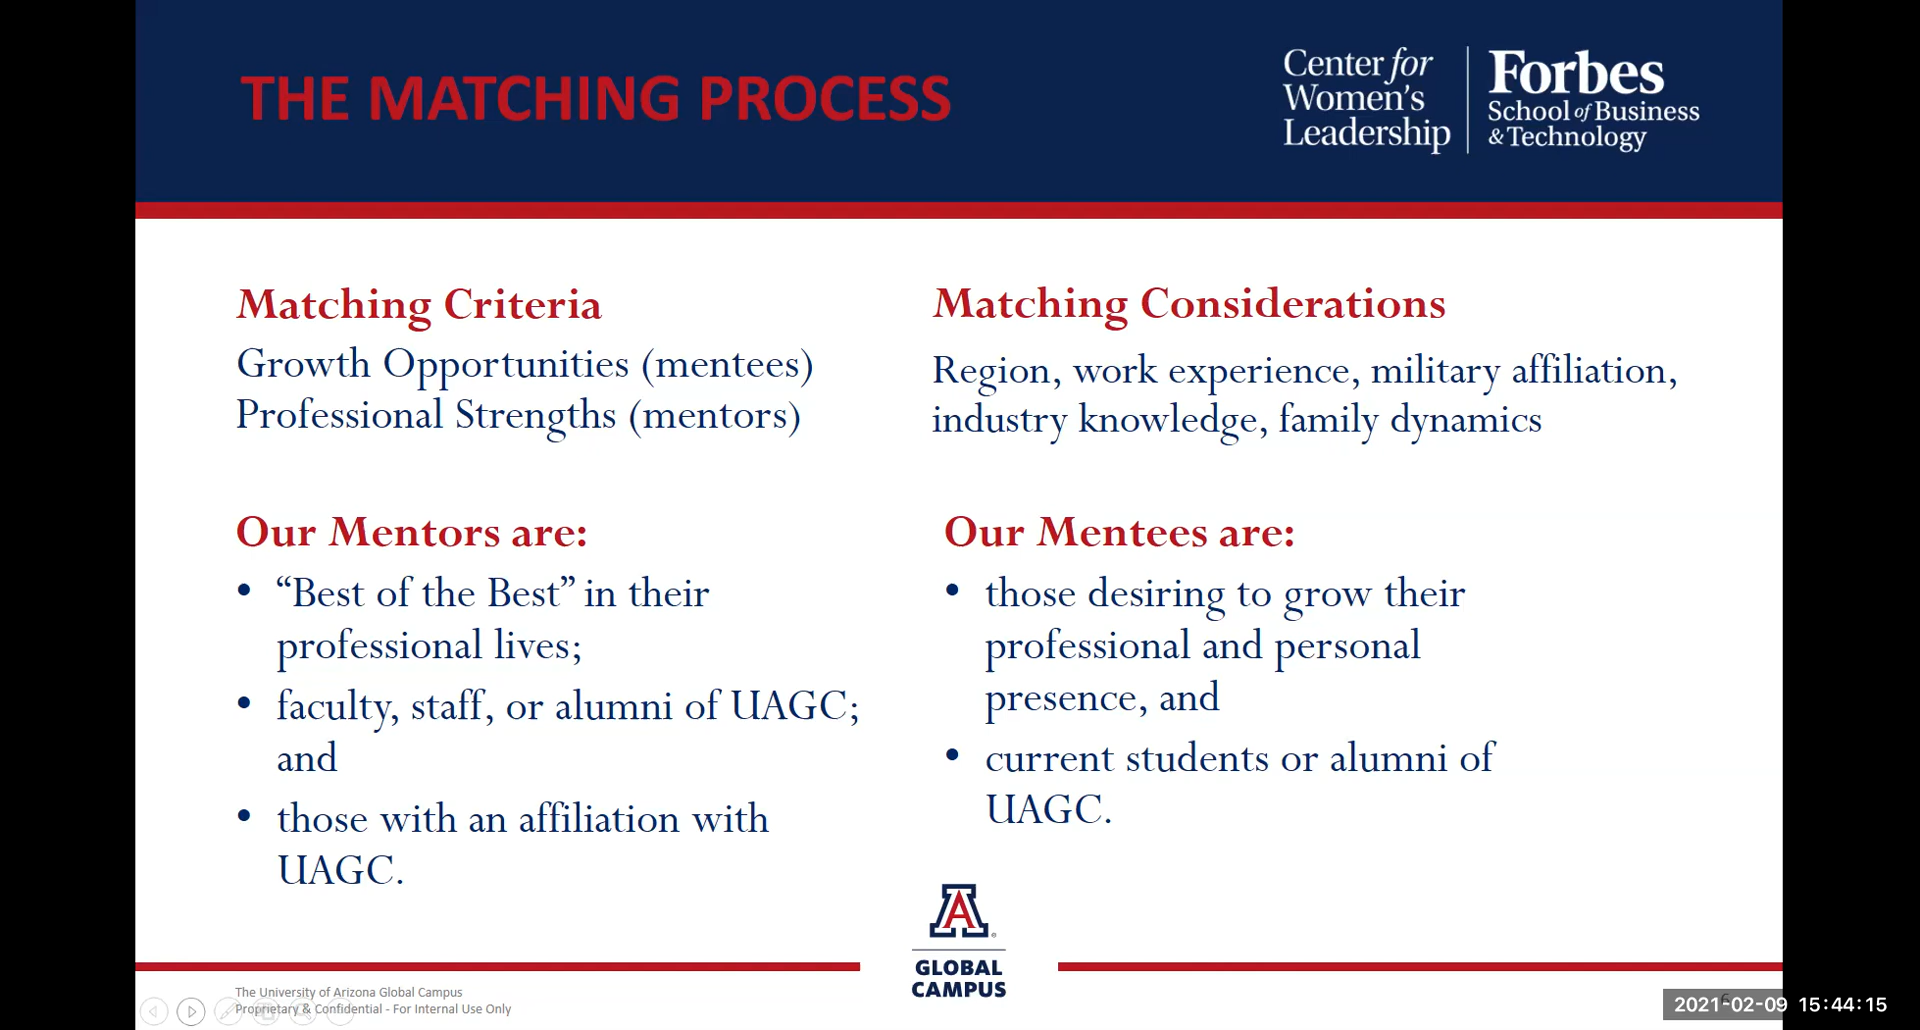 THE MATCHING PROCESS
Center for
Women's
Leadership
Forbes
School of Business
& Technology
Matching Criteria
Growth Opportunities (mentees)
Professional Strengths (mentors)
Matching Considerations
Region, work experience, military affiliation,
industry knowledge, family dynamics
Our Mentors are:
• “Best of the Best” in their
professional lives;
• faculty, staff, or alumni of UAGC;
and
• those with an affiliation with
UAGC.
Our Mentees are:
• those desiring to grow their
professional and personal
presence, and
• current students or alumni of
UAGC.
A
GLOBAL
CAMPUS
The University of Arizona Global Campus
Proprietary & Confidential - For Internal Use Only
2021-02-09 15:44:15